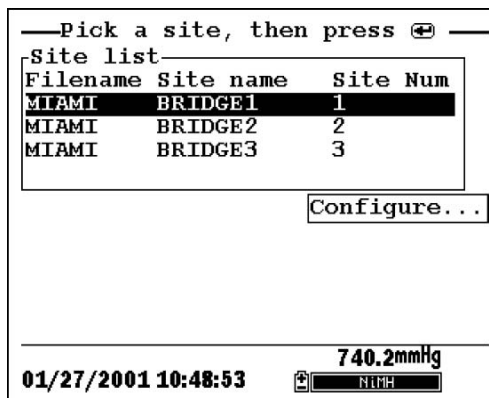 Pick a site, then press
Site list
Filename Site name Site Num
MIAMI BRIDGE1 1
MIAMI BRIDGE2 2
MIAMI BRIDGE3 3
Configure...
740.2mmHg
01/27/2001 10:48:53 NiMH